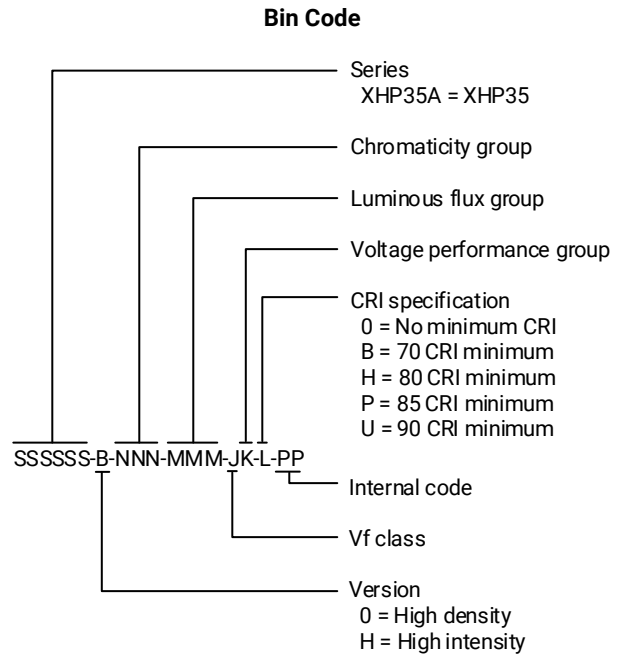 Bin Code
Series
XHP35A = XHP35
Chromaticity group
Luminous flux group
Voltage performance group
CRI specification
0 = No minimum CRI
B = 70 CRI minimum
H = 80 CRI minimum
P = 85 CRI minimum
U = 90 CRI minimum
SSSSSS-B-NNN-MMM-JK-L-PP
Internal code
Vf class
Version
0 = High density
H = High intensity